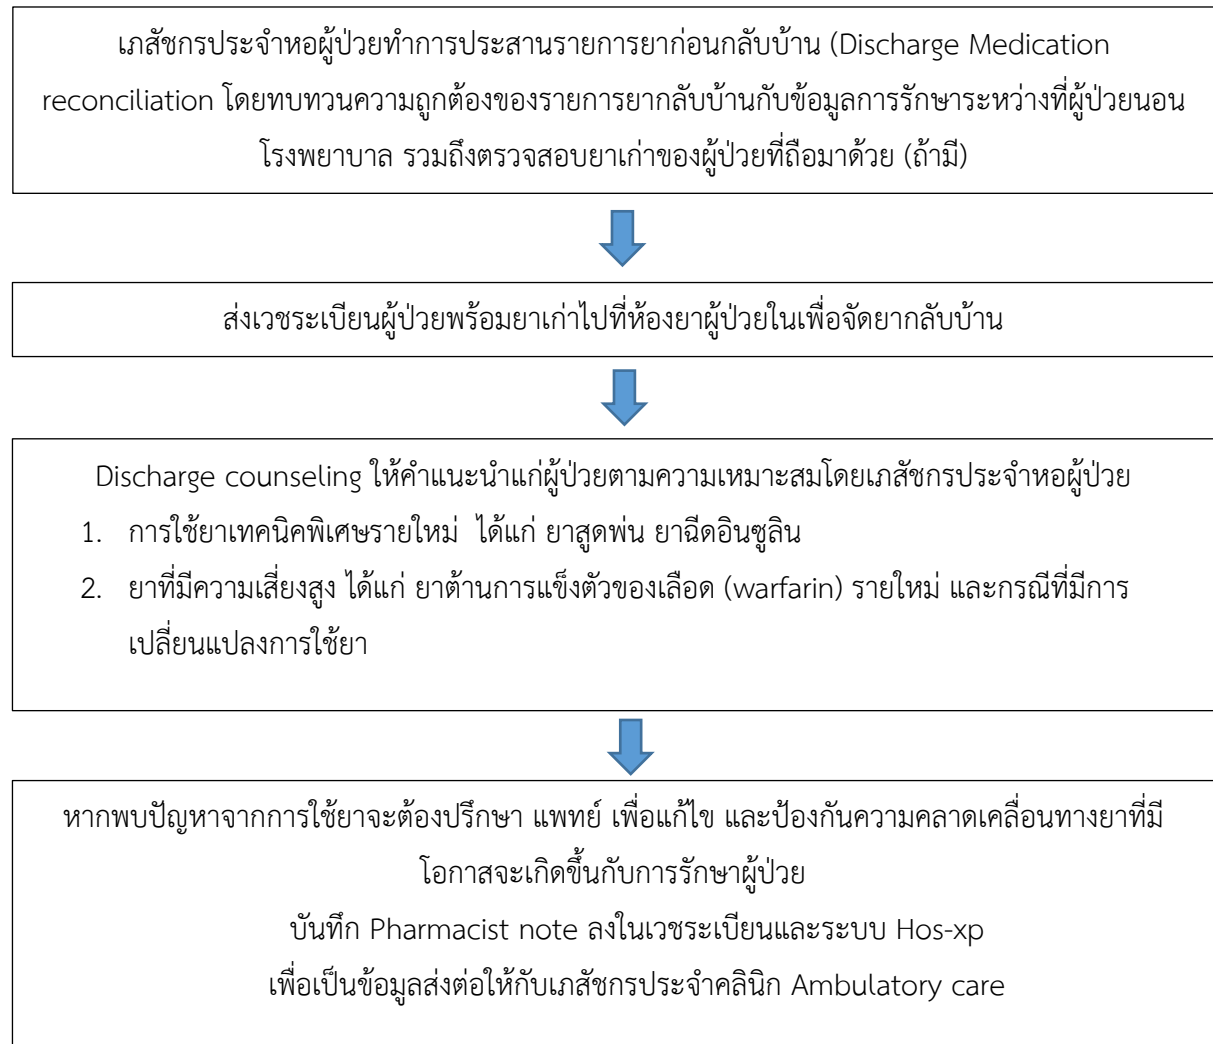 เภสัชกรประจำหอผู้ป่วยทำการประสานรายการยาก่อนกลับบ้าน (Discharge Medication
reconciliation โดยทบทวนความถูกต้องของรายการยากลับบ้านกับข้อมูลการรักษาระหว่างที่ผู้ป่วยนอน
โรงพยาบาล รวมถึงตรวจสอบยาเก่าของผู้ป่วยที่ถือมาด้วย (ถ้ามี)
ส่งเวชระเบียนผู้ป่วยพร้อมยาเก่าไปที่ห้องยาผู้ป่วยในเพื่อจัดยากลับบ้าน
Discharge counseling ให้คำแนะนำแก่ผู้ป่วยตามความเหมาะสมโดยเภสัชกรประจำหอผู้ป่วย
1. การใช้ยาเทคนิคพิเศษรายใหม่ ได้แก่ ยาสูดพ่น ยาฉีดอินซูลิน
2. ยาที่มีความเสี่ยงสูง ได้แก่ ยาต้านการแข็งตัวของเลือด (warfarin) รายใหม่ และกรณีที่มีการ
เปลี่ยนแปลงการใช้ยา
หากพบปัญหาจากการใช้ยาจะต้องปรึกษา แพทย์ เพื่อแก้ไข และป้องกันความคลาดเคลื่อนทางยาที่มี
โอกาสจะเกิดขึ้นกับการรักษาผู้ป่วย
บันทึก Pharmacist note ลงในเวชระเบียนและระบบ Hos-xp
เพื่อเป็นข้อมูลส่งต่อให้กับเภสัชกรประจำคลินิก Ambulatory care